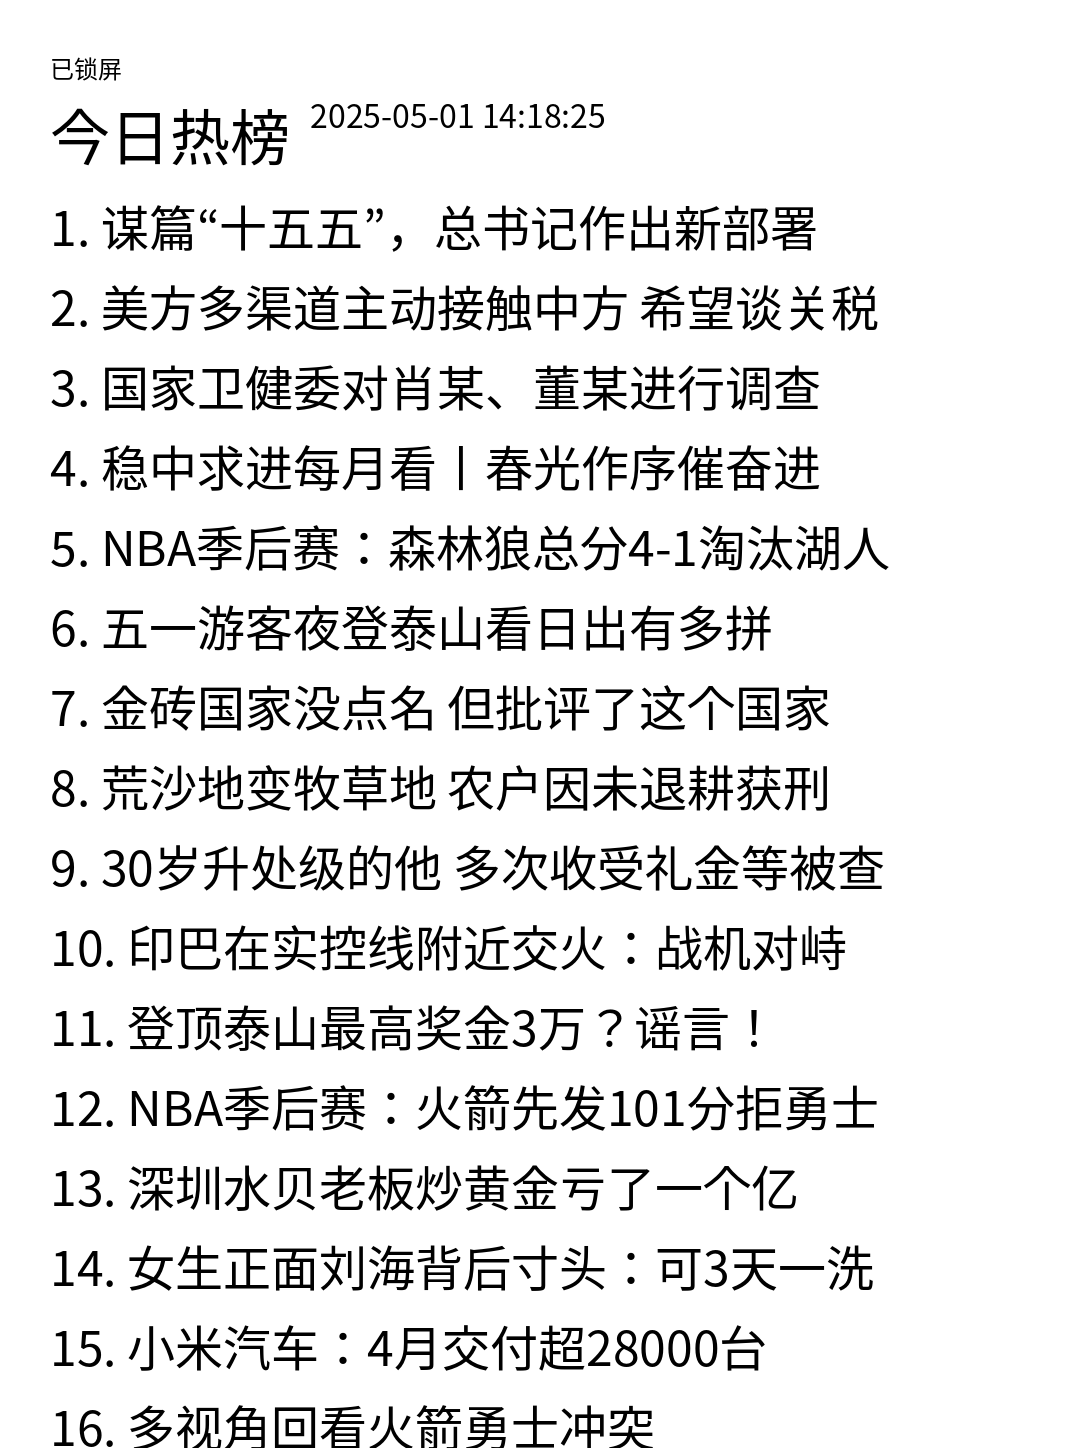 已锁屏
今日热榜 2025-05-01 14:18:25
1. 谋篇“十五五”，总书记作出新部署
2. 美方多渠道主动接触中方 希望谈关税
3. 国家卫健委对肖某、董某进行调查
4. 稳中求进每月看丨春光作序催奋进
5. NBA季后赛：森林狼总分4-1淘汰湖人
6. 五一游客夜登泰山看日出有多拼
7. 金砖国家没点名 但批评了这个国家
8. 荒沙地变牧草地 农户因未退耕获刑
9. 30岁升处级的他 多次收受礼金等被查
10. 印巴在实控线附近交火：战机对峙
11. 登顶泰山最高奖金3万？谣言！
12. NBA季后赛：火箭先发101分拒勇士
13. 深圳水贝老板炒黄金亏了一个亿
14. 女生正面刘海背后寸头：可3天一洗
15. 小米汽车：4月交付超28000台
16. 多视角回看火箭勇士冲突